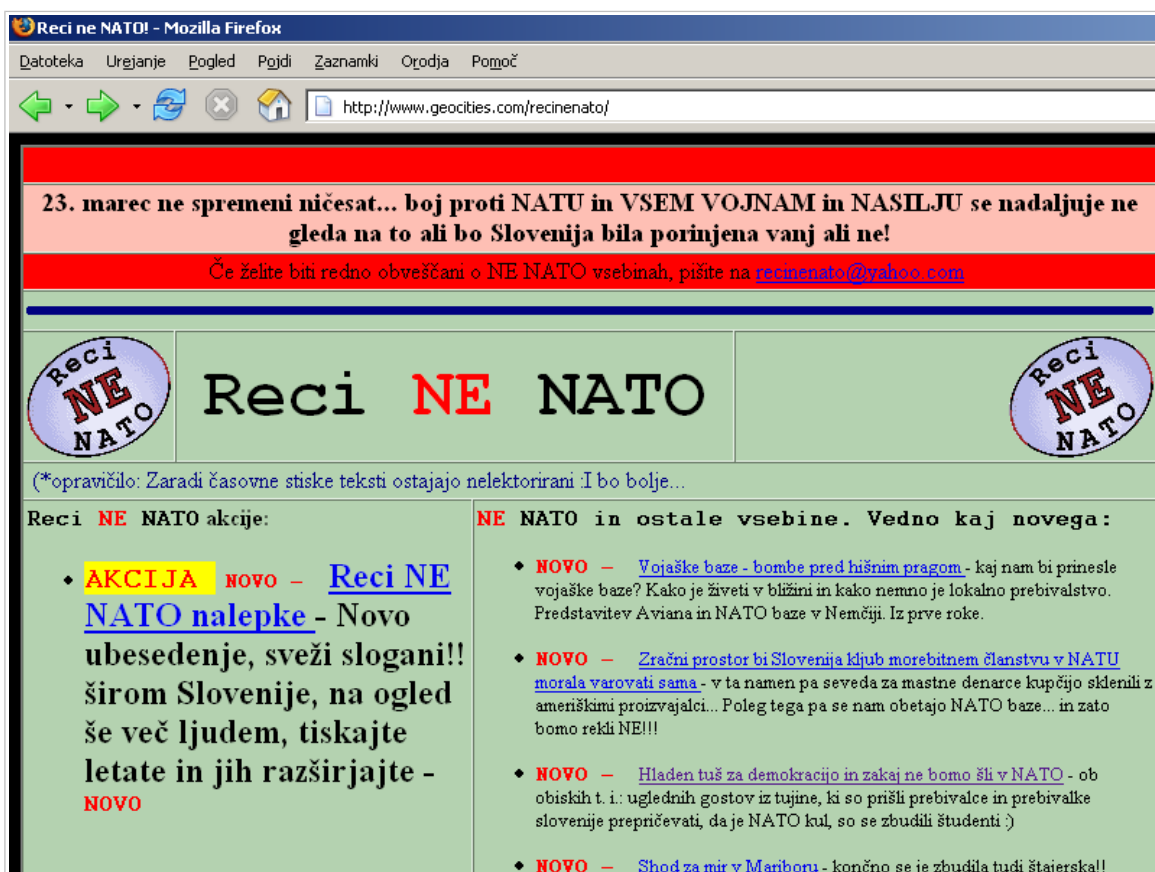 Reci ne NATO! - Mozilla Firefox
Datoteka Urejanje Pogled Pojdi Zaznamki Orodja Pomoč
http://www.geocities.com/recinenato/
23. marec ne spremeni ničesat... boj proti NATU in VSEM VOJNAM in NASILJU se nadaljuje ne
gleda na to ali bo Slovenija bila porinjena vanj ali ne!
Če želite biti redno obveščani o NE NATO vsebinah, pišite na recinenato@yahoo.com
Reci
NE
NATO
Reci NE NATO
Reci
NE
NATO
(*opravičilo: Zaradi časovne stiske teksti ostajajo nelektorirani :I bo bolje...
Reci NE NATO akcije:
AKCIJA NOVO – Reci NE
NATO nalepke - Novo
ubesedenje, sveži slogani!!
širom Slovenije, na ogled
še več ljudem, tiskajte
letate in jih razširjajte -
NOVO
NE NATO in ostale vsebine. Vedno kaj novega:
NOVO – Vojaške baze - bombe pred hišnim pragom - kaj nam bi prinesle
vojaške baze? Kako je živeti v bližini in kako nemno je lokalno prebivalstvo.
Predstavitev Aviana in NATO baze v Nemčiji. Iz prve roke.
NOVO – Zračni prostor bi Slovenija kljub morebitnem članstvu v NATU
morala varovati sama - v ta namen pa seveda za mastne denarce kupčijo sklenili z
ameriškimi proizvajalci... Poleg tega pa se nam obetajo NATO baze... in zato
bomo rekli NE!!!
NOVO – Hladen tuš za demokracijo in zakaj ne bomo šli v NATO - ob
obiskih t. i.: uglednih gostov iz tujine, ki so prišli prebivalce in prebivalke
slovenije prepričevati, da je NATO kul, so se zbudili študenti :)
NOVO – Shod za mir v Mariboru - končno se je zbudila tudi štajerska!!